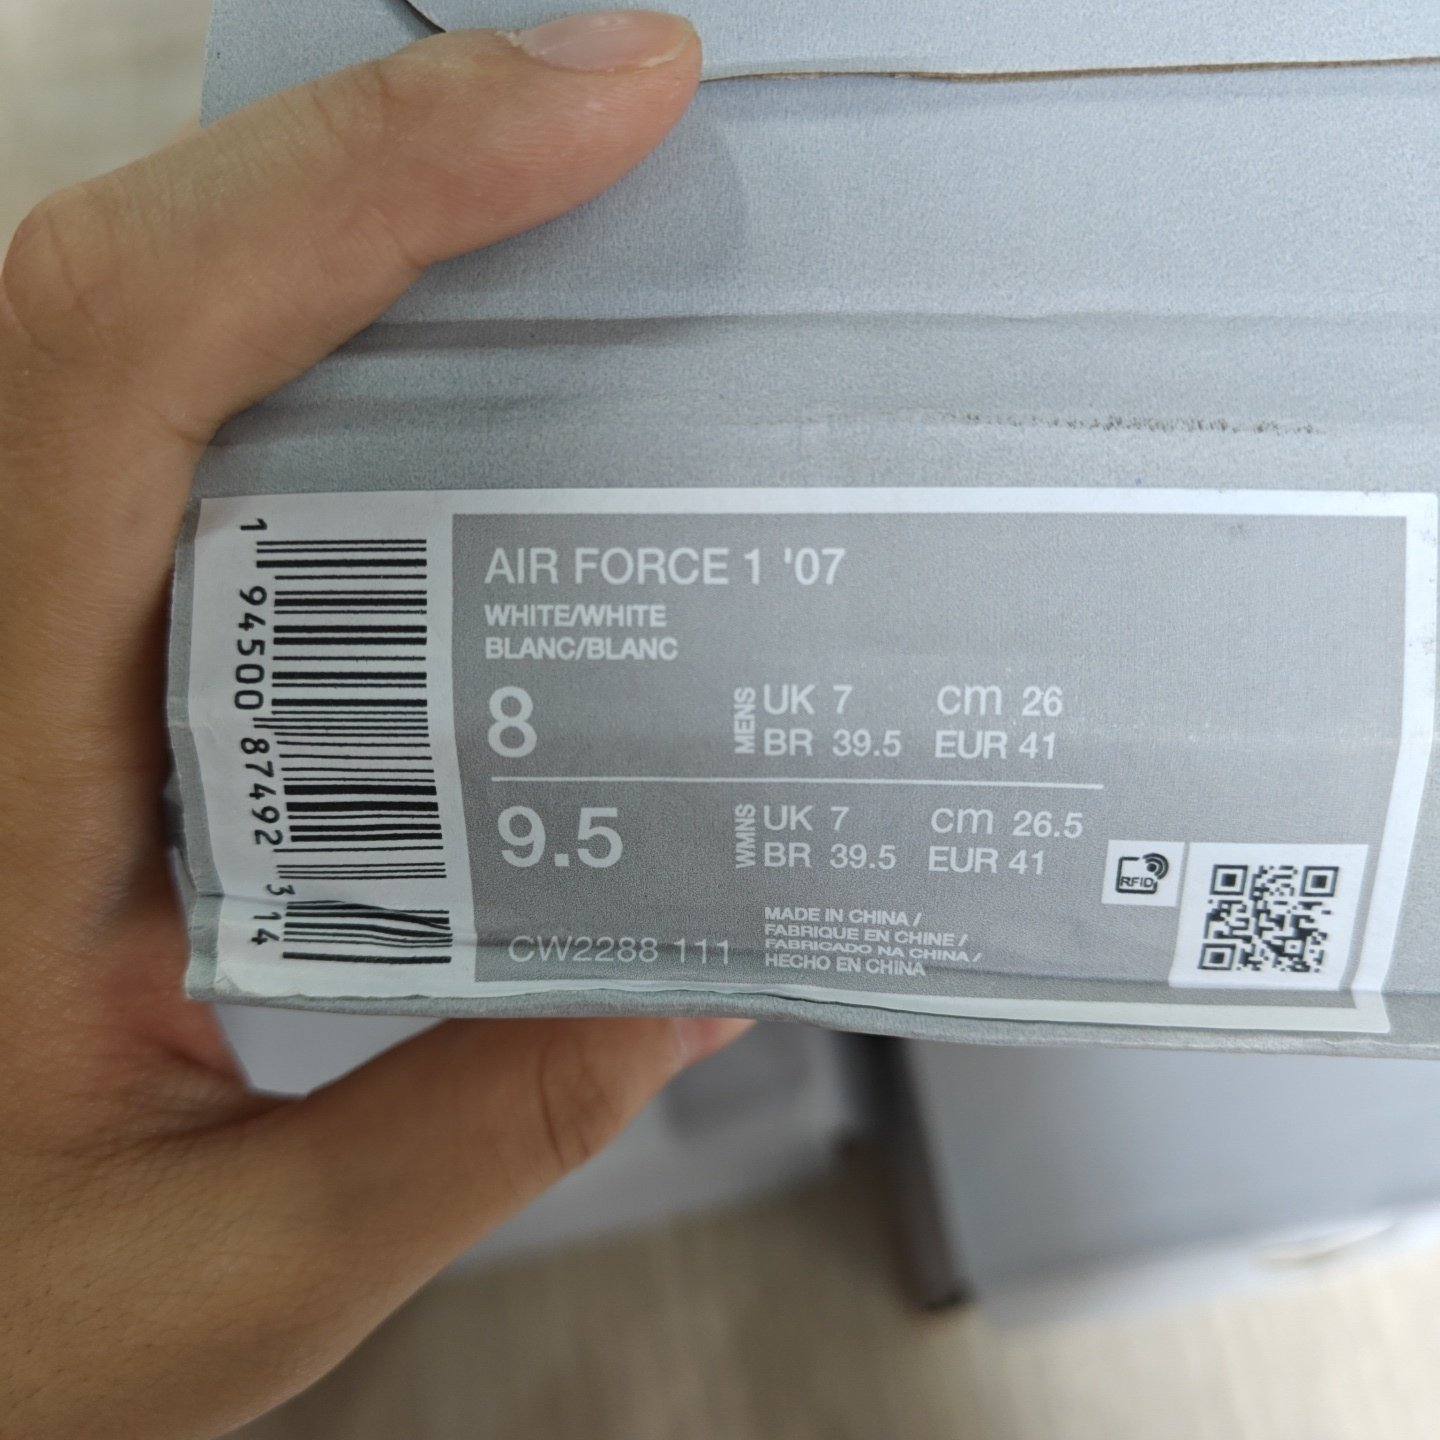 1 94500 87492 314
AIR FORCE 1 '07
WHITE/WHITE
BLANC/BLANC
8
MENS
UK 7 cm 26
BR 39.5 EUR 41
9.5
WMNS
UK 7 cm 26.5
BR 39.5 EUR 41
RFID
CW2288 111
MADE IN CHINA /
FABRIQUE EN CHINE /
FABRICADO NA CHINA /
HECHO EN CHINA